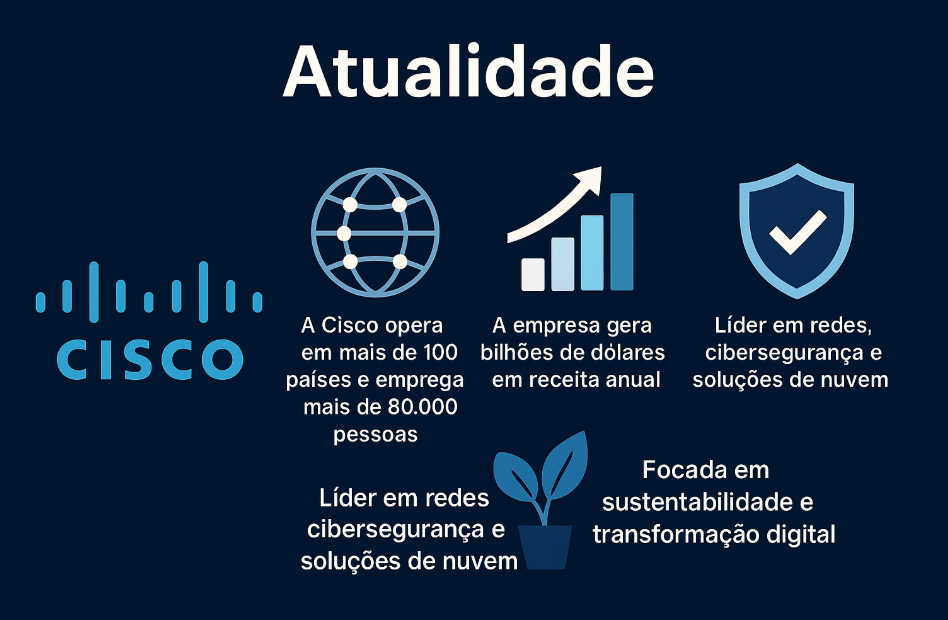 Atualidade
CISCO
A Cisco opera
em mais de 100
países e emprega
mais de 80.000
pessoas
A empresa gera
bilhões de dólares
em receita anual
Líder em redes,
cibersegurança e
soluções de nuvem
Líder em redes
cibersegurança e
soluções de nuvem
Focada em
sustentabilidade e
transformação digital